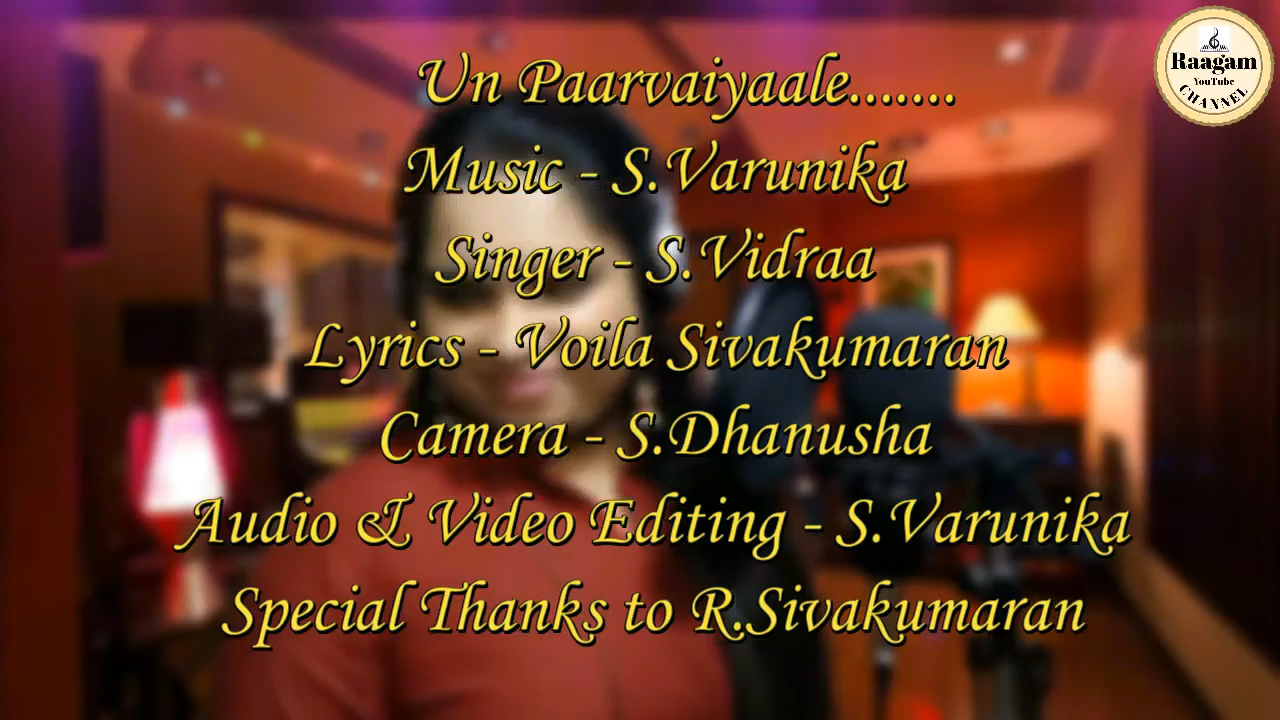 Un Paarvaiyaale.......
Music - S.Varunika
Singer - S.Vidraa
Lyrics - Voila Sivakumaran
Camera - S.Dhanusha
Audio & Video Editing - S.Varunika
Special Thanks to R.Sivakumaran
Raagam
YouTube
CHANNEL